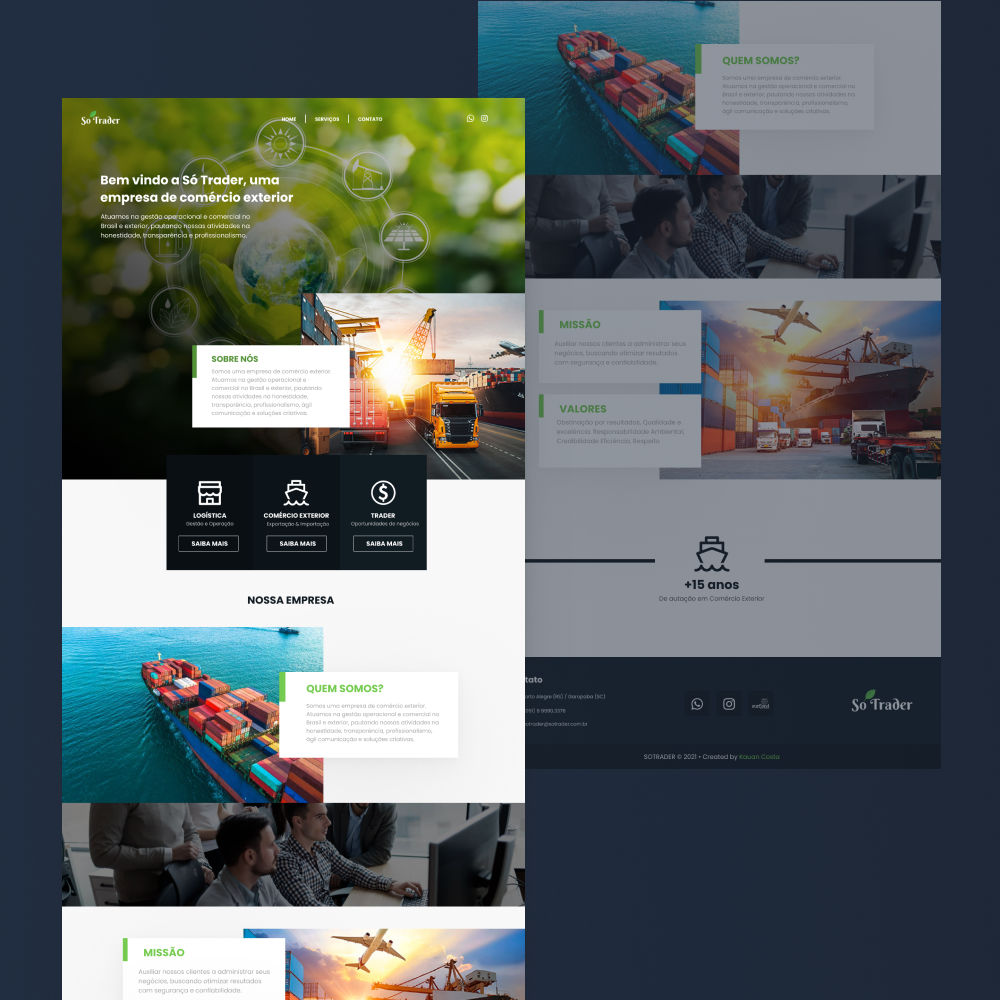 Só Trader
HOME
SERVIÇOS
CONTATO
Bem vindo a Só Trader, uma
empresa de comércio exterior
Atuamos na gestão operacional e comercial no
Brasil e exterior, pautando nossas atividades na
honestidade, transparência e profissionalismo.
SOBRE NÓS
Somos uma empresa de comércio exterior.
Atuamos na gestão operacional e
comercial no Brasil e exterior, pautando
nossas atividades na honestidade,
transparência, profissionalismo, ágil
comunicação e soluções criativas.
LOGÍSTICA
Gestão e Operação
SAIBA MAIS
COMÉRCIO EXTERIOR
Exportação & Importação
SAIBA MAIS
TRADER
Oportunidades de negócios
SAIBA MAIS
NOSSA EMPRESA
QUEM SOMOS?
Somos uma empresa de comércio exterior.
Atuamos na gestão operacional e comercial no
Brasil e exterior, pautando nossas atividades na
honestidade, transparência, profissionalismo,
ágil comunicação e soluções criativas.
MISSÃO
Auxiliar nossos clientes a administrar seus
negócios, buscando otimizar resultados
com segurança e confiabilidade.
QUEM SOMOS?
Somos uma empresa de comércio exterior.
Atuamos na gestão operacional e comercial no
Brasil e exterior, pautando nossas atividades na
honestidade, transparência, profissionalismo,
ágil comunicação e soluções criativas.
MISSÃO
Auxiliar nossos clientes a administrar seus
negócios, buscando otimizar resultados
com segurança e confiabilidade.
VALORES
Obstinação por resultados, Qualidade e
excelência, Responsabilidade Ambiental,
Creabilidade Eficiência, Respeito
+15 anos
De autação em Comércio Exterior
tato
orto Alegre (RS) / Garopaba (SC)
otrader@sotrader.com.br
Só Trader
SOTRADER © 2021 • Created by Kauan Costa